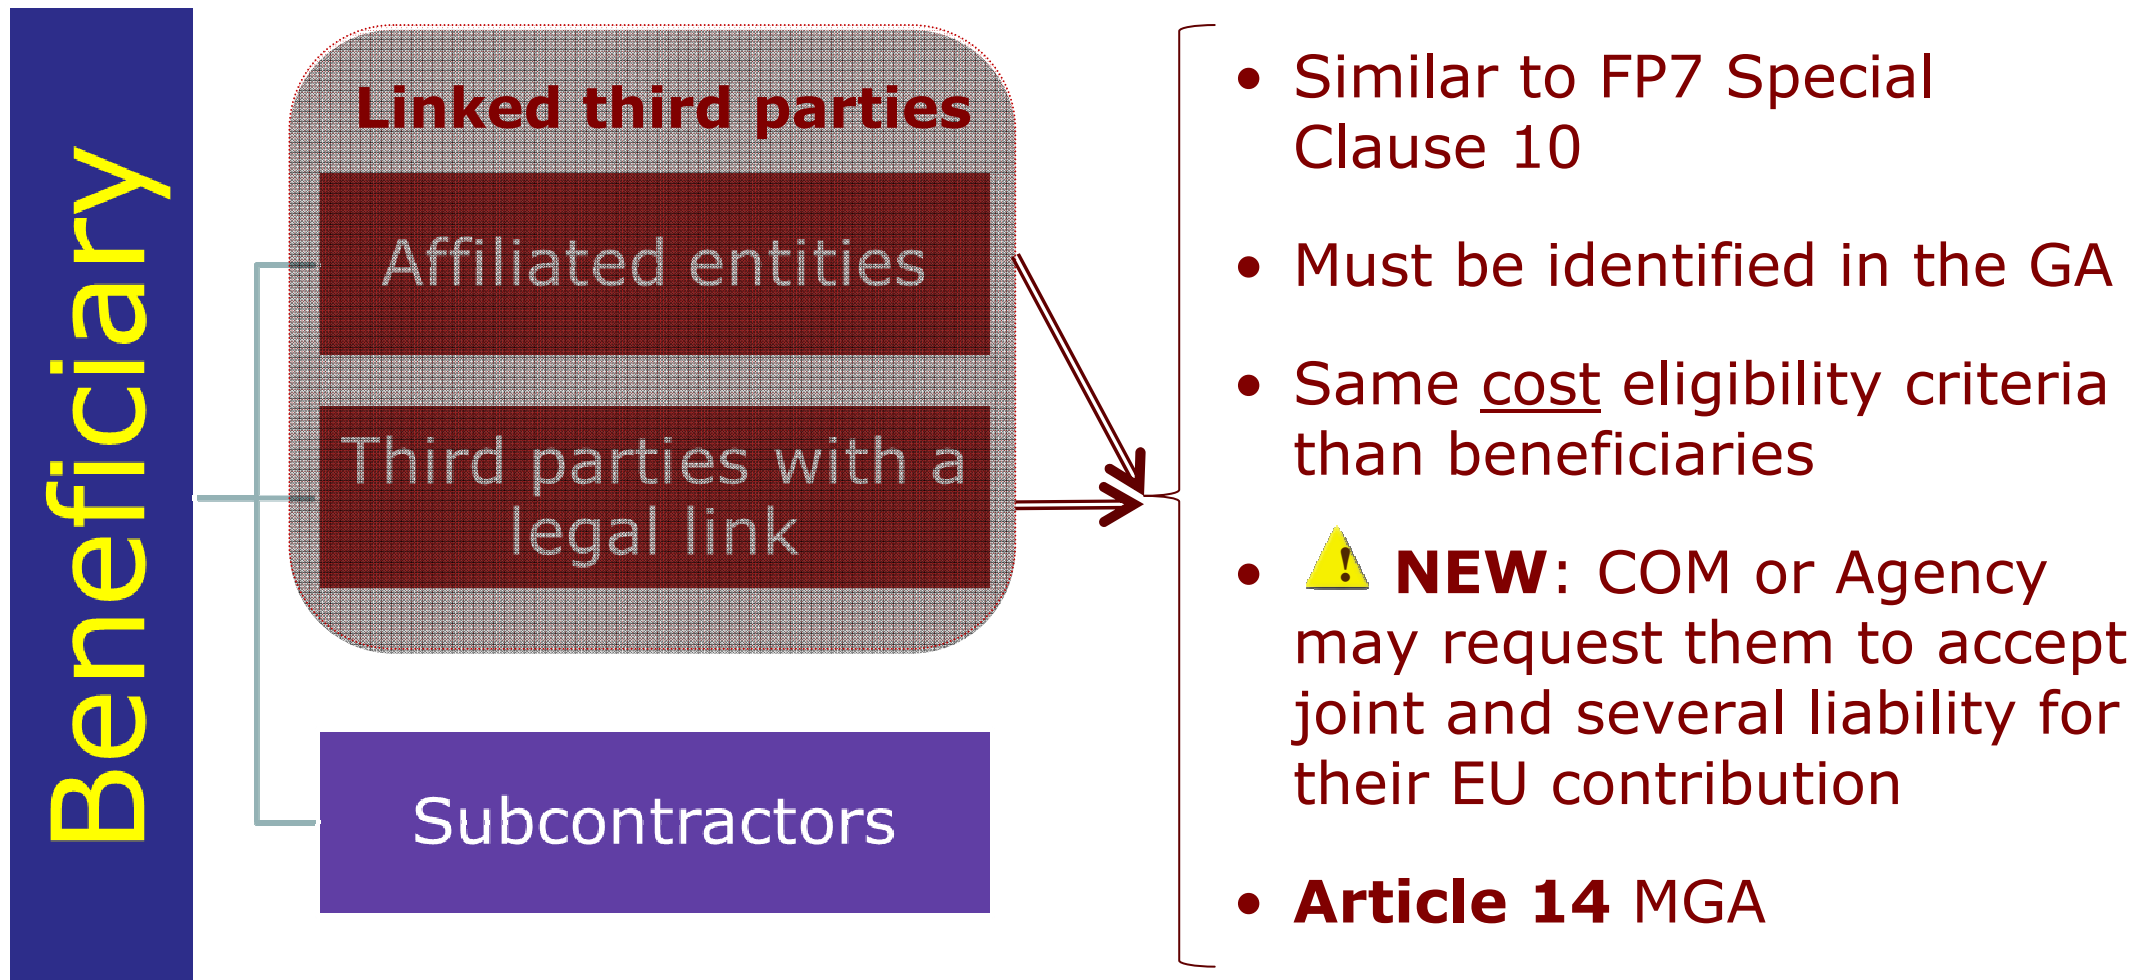 Beneficiary
Linked third parties
Affiliated entities
Third parties with a
legal link
Subcontractors
• Similar to FP7 Special
Clause 10
• Must be identified in the GA
• Same cost eligibility criteria
than beneficiaries
• NEW: COM or Agency
may request them to accept
joint and several liability for
their EU contribution
• Article 14 MGA